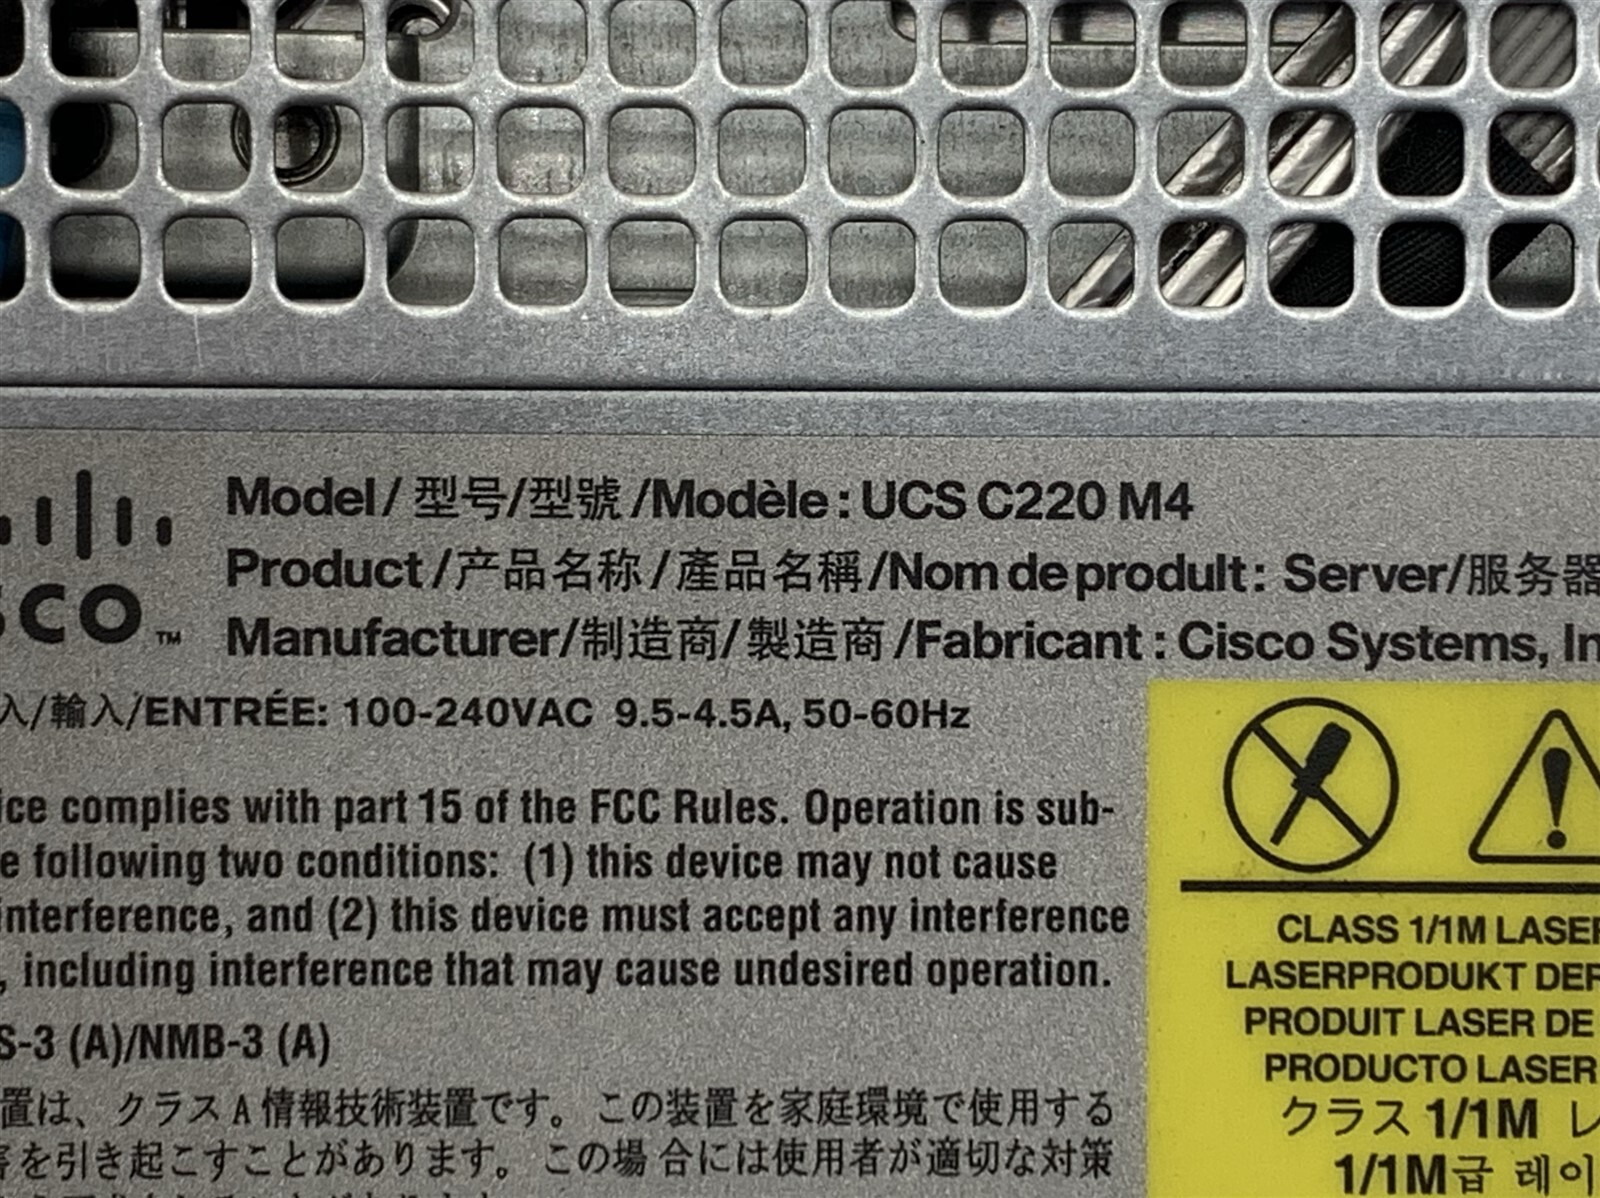 Model/ 型号/型號 /Modèle : UCS C220 M4
Product /产品名称 / 產品名稱 /Nom de prodult : Server/服务器
SCO ™
Manufacturer/制造商/ 製造商 /Fabricant : Cisco Systems, In
入/輸入/ENTRÉE: 100-240VAC 9.5-4.5A, 50-60Hz
ice complies with part 15 of the FCC Rules. Operation is sub-
e following two conditions: (1) this device may not cause
interference, and (2) this device must accept any interference
, including interference that may cause undesired operation.
S-3 (A)/NMB-3 (A)
置は、クラス A 情報技術装置です。 この装置を家庭環境で使用する
害を引き起こすことがあります。 この場 合には使用者が適切な対策
CLASS 1/1M LASER
LASERPRODUKT DER
PRODUIT LASER DE
PRODUCTO LASER
クラス 1/1M レ
1/1M급 레이